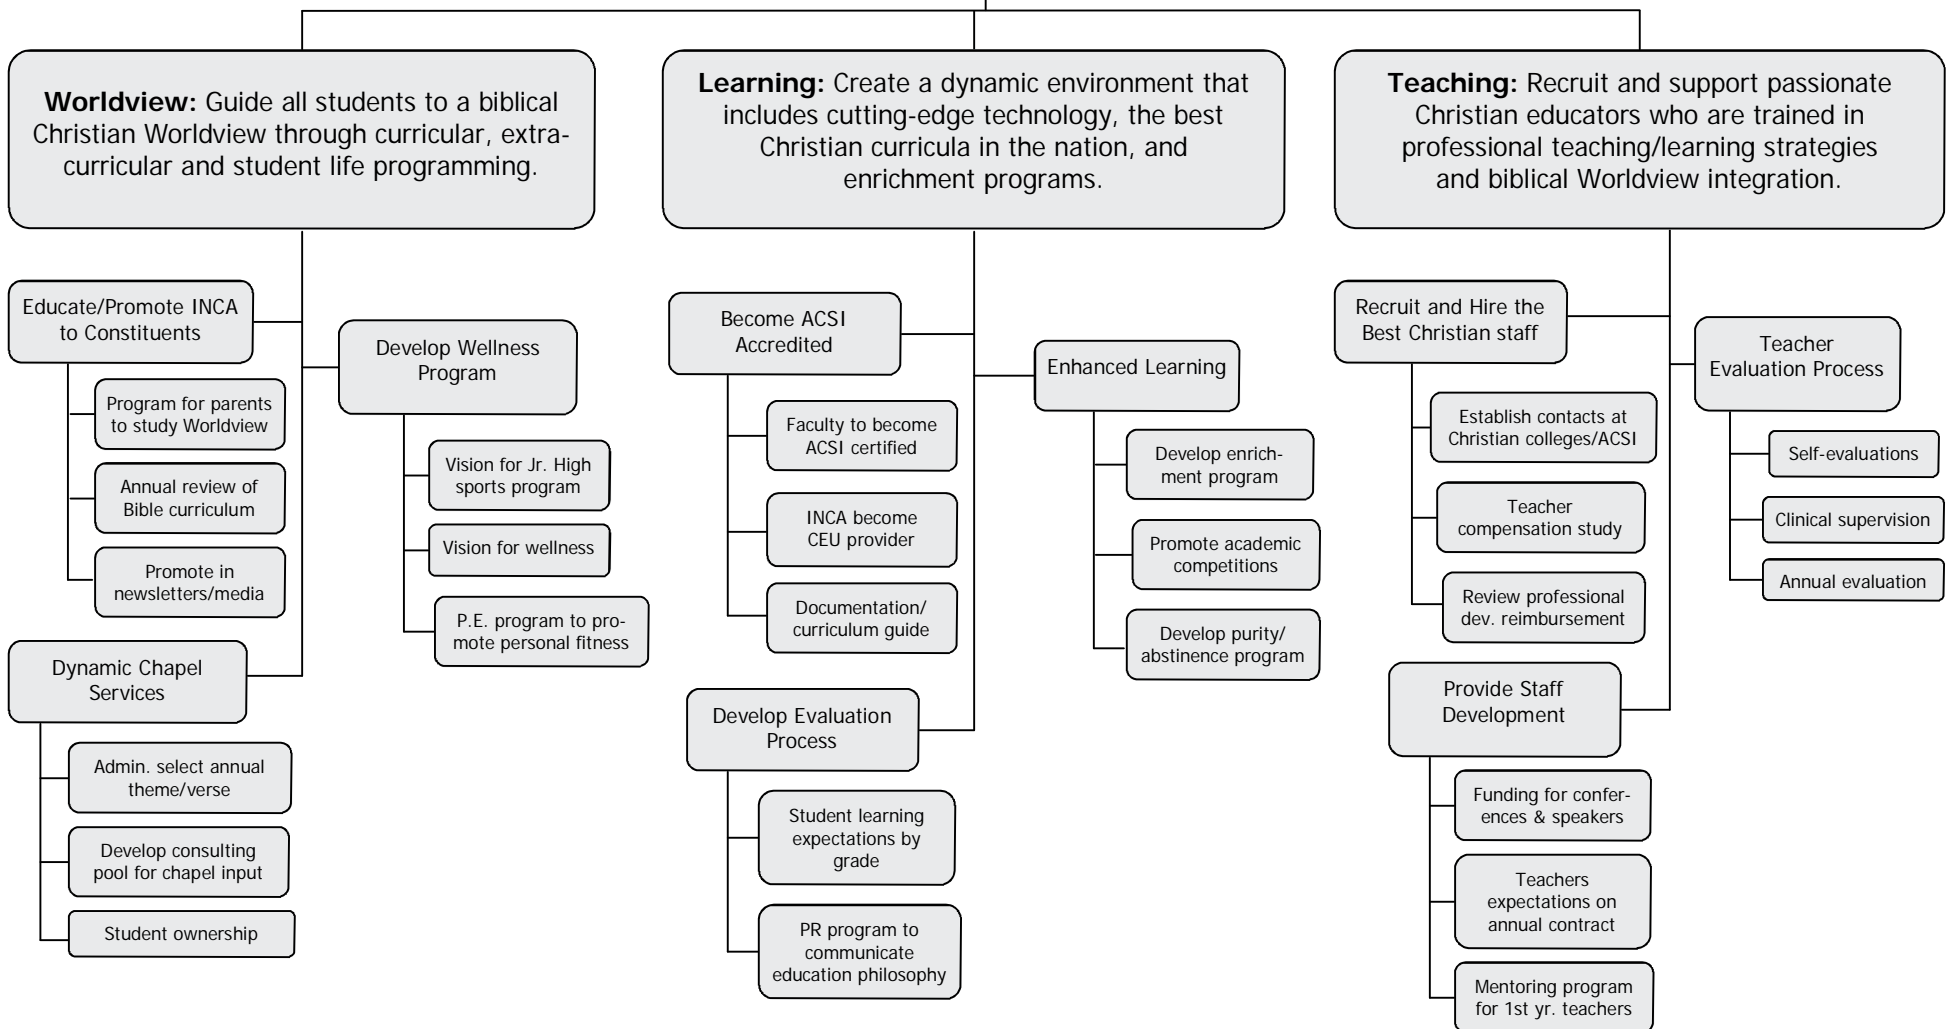 Worldview: Guide all students to a biblical
Christian Worldview through curricular, extra-
curricular and student life programming.
Educate/Promote INCA
to Constituents
Program for parents
to study Worldview
Annual review of
Bible curriculum
Promote in
newsletters/media
Develop Wellness
Program
Vision for Jr. High
sports program
Vision for wellness
P.E. program to pro-
mote personal fitness
Dynamic Chapel
Services
Admin. select annual
theme/verse
Develop consulting
pool for chapel input
Student ownership
Learning: Create a dynamic environment that
includes cutting-edge technology, the best
Christian curricula in the nation, and
enrichment programs.
Become ACSI
Accredited
Faculty to become
ACSI certified
INCA become
CEU provider
Documentation/
curriculum guide
Enhanced Learning
Develop enrich-
ment program
Promote academic
competitions
Develop purity/
abstinence program
Develop Evaluation
Process
Student learning
expectations by
grade
PR program to
communicate
education philosophy
Teaching: Recruit and support passionate
Christian educators who are trained in
professional teaching/learning strategies
and biblical Worldview integration.
Recruit and Hire the
Best Christian staff
Establish contacts at
Christian colleges/ACSI
Teacher
compensation study
Review professional
dev. reimbursement
Teacher
Evaluation Process
Self-evaluations
Clinical supervision
Annual evaluation
Provide Staff
Development
Funding for confer-
ences & speakers
Teachers
expectations on
annual contract
Mentoring program
for 1st yr. teachers